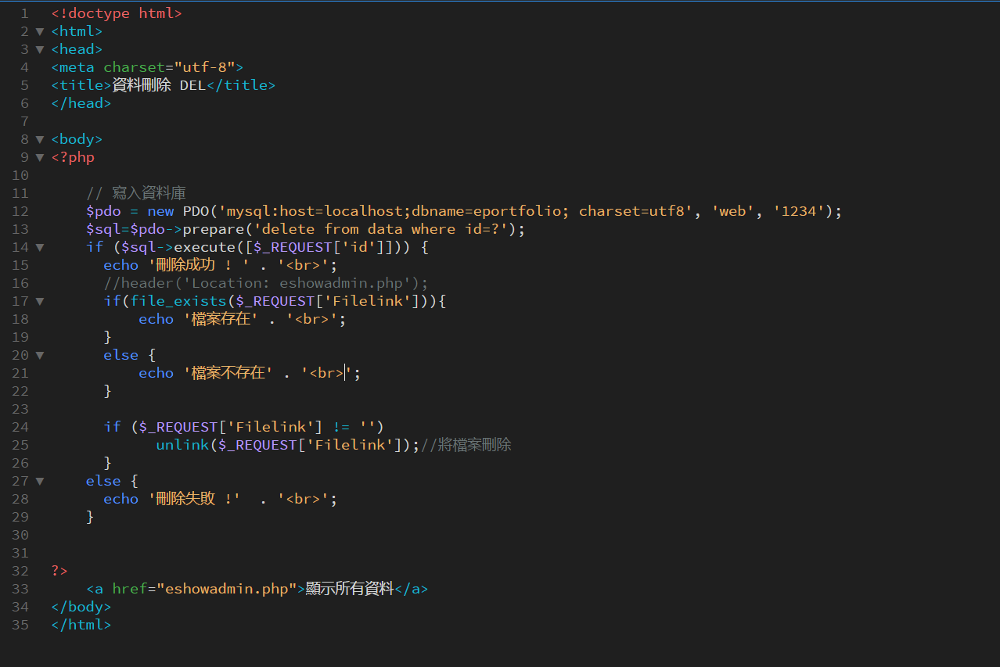 1 <!doctype html>
2 ▼ <html>
3 ▼ <head>
4 <meta charset="utf-8">
5 <title>資料刪除 DEL</title>
6 </head>
7
8 ▼ <body>
9 ▼ <?php
10
11 // 寫入資料庫
12 $pdo = new PDO('mysql:host=localhost;dbname=eportfolio; charset=utf8', 'web', '1234');
13 $sql=$pdo->prepare('delete from data where id=?');
14 ▼ if ($sql->execute([$_REQUEST['id']])) {
15 echo '刪除成功 ! ' . '<br>';
16 //header('Location: eshowadmin.php');
17 ▼ if(file_exists($_REQUEST['Filelink'])){
18 echo '檔案存在' . '<br>';
19 }
20 ▼ else {
21 echo '檔案不存在' . '<br>';
22 }
23
24 if ($_REQUEST['Filelink'] != '')
25 unlink($_REQUEST['Filelink']);//將檔案刪除
26 }
27 ▼ else {
28 echo '刪除失敗 !'  . '<br>';
29 }
30
31
32 ?>
33 <a href="eshowadmin.php">顯示所有資料</a>
34 </body>
35 </html>